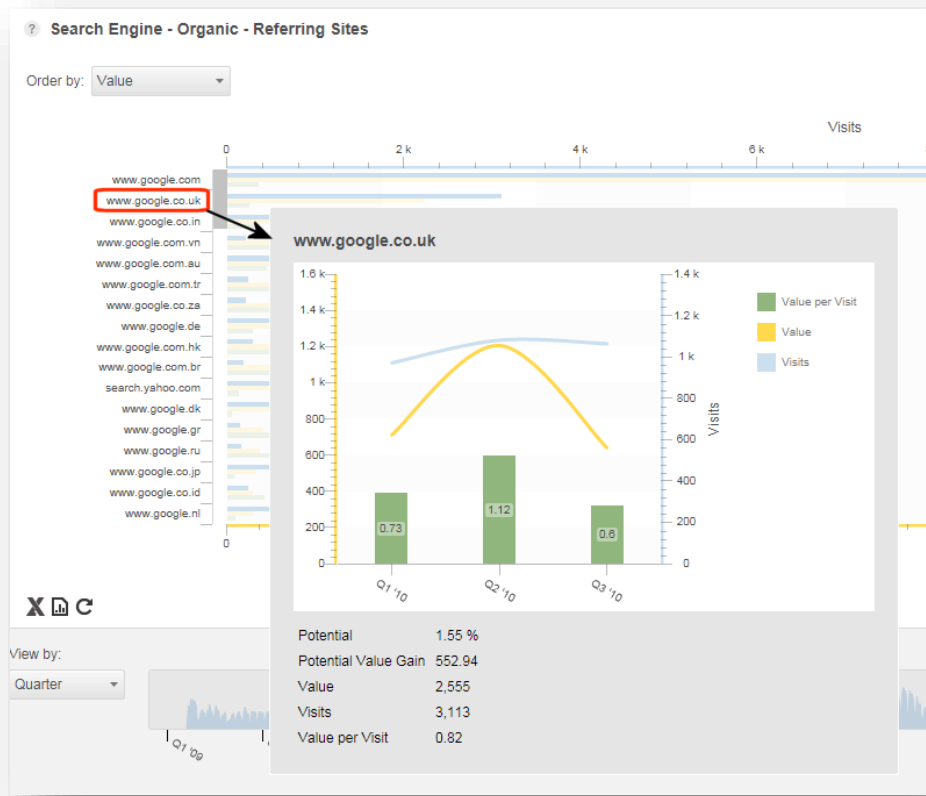 ? Search Engine - Organic - Referring Sites
Order by: Value
Visits
0 2 k 4 k 6 k
www.google.com
www.google.co.uk
www.google.co.in
www.google.com.vn
www.google.com.au
www.google.com.tr
www.google.co.za
www.google.de
www.google.com.hk
www.google.com.br
search.yahoo.com
www.google.dk
www.google.gr
www.google.ru
www.google.co.jp
www.google.co.id
www.google.nl
0
www.google.co.uk
1.6 k
1.4 k
1.2 k
1 k
800
600
400
200
0
0.73
1.12
0.6
Q1 '10
Q2 '10
Q3 '10
1.4 k
1.2 k
1 k
800
600
400
200
0
Visits
Value per Visit
Value
Visits
Potential 1.55 %
Potential Value Gain 552.94
Value 2,555
Visits 3,113
Value per Visit 0.82
X
View by:
Quarter
Q1 '09